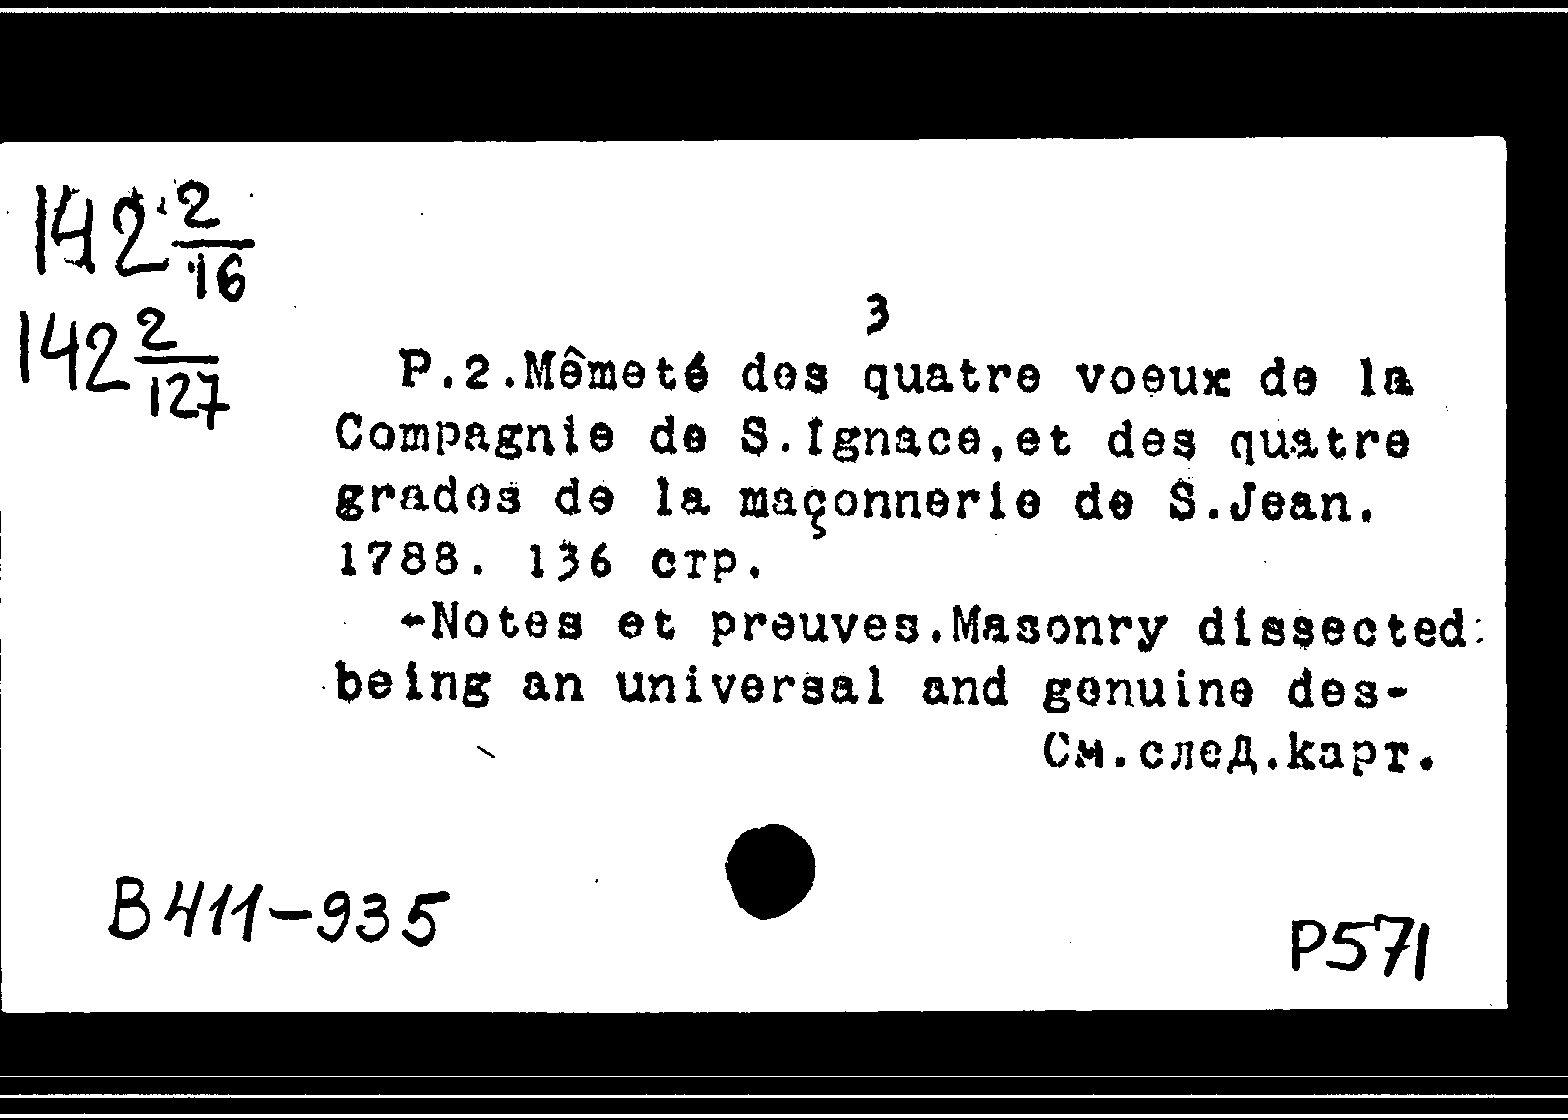 142 2/16
142 2/127
3
P.2.Mêmeté des quatre voeux de la
Compagnie de S.Ignace,et des quatre
grades de la maçonnerie de S.Jean.
1788. 136 стр.
-Notes et preuves.Masonry dissected:
being an universal and genuine des-
См.след.карт.
B411-935
P571